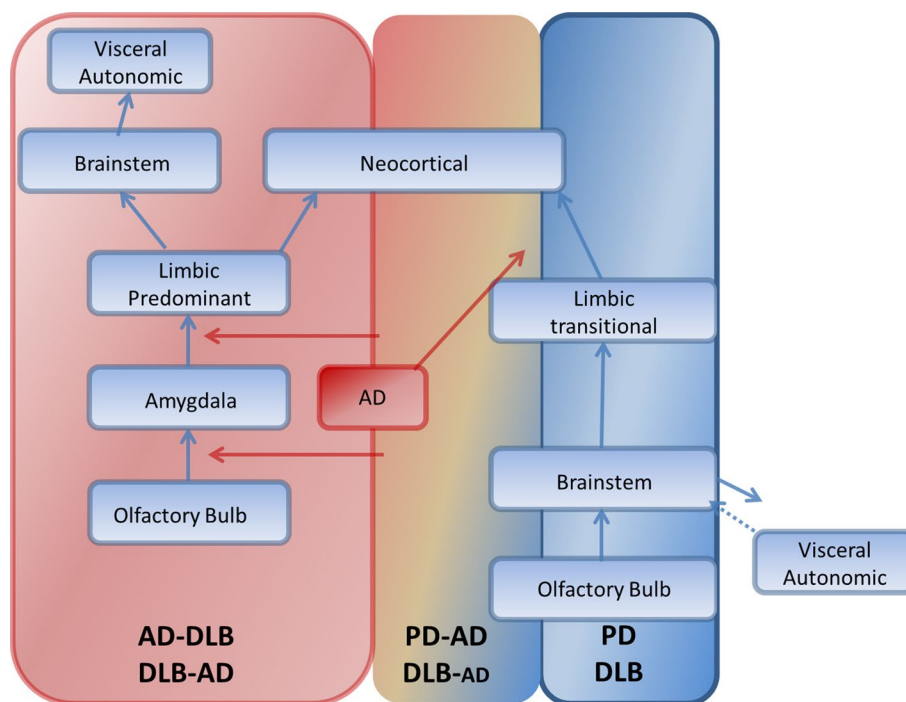 Visceral
Autonomic
Brainstem
Neocortical
Limbic
Predominant
Limbic
transitional
Amygdala
AD
Brainstem
Olfactory Bulb
Visceral
Autonomic
Olfactory Bulb
AD-DLB
DLB-AD
PD-AD
DLB-AD
PD
DLB